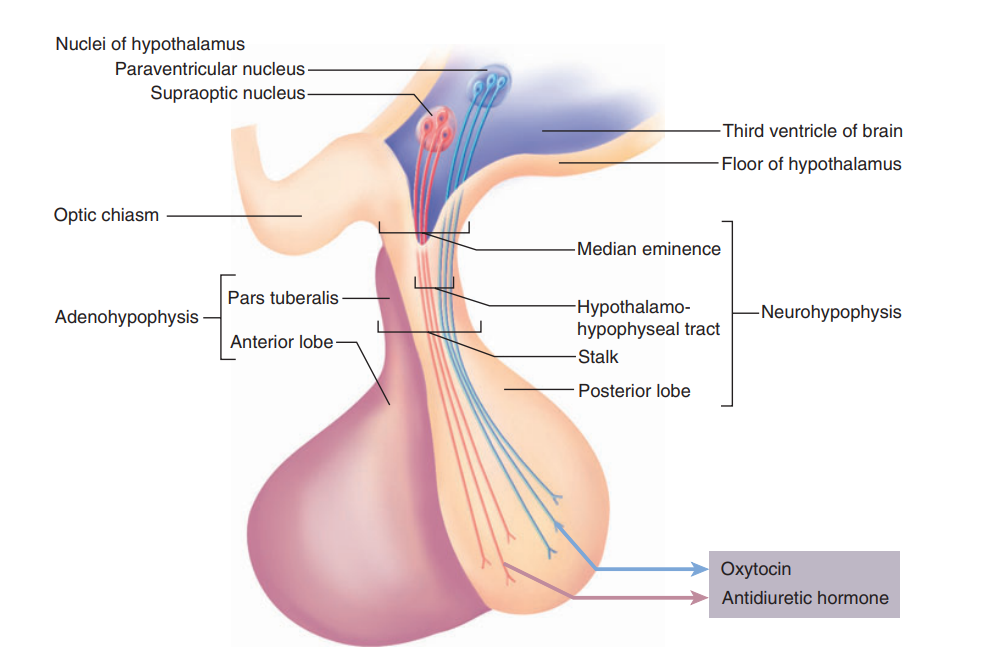 Nuclei of hypothalamus
Paraventricular nucleus
Supraoptic nucleus
Third ventricle of brain
Floor of hypothalamus
Optic chiasm
Median eminence
Pars tuberalis
Adenohypophysis
Anterior lobe
Hypothalamo-
hypophyseal tract
Neurohypophysis
Stalk
Posterior lobe
Oxytocin
Antidiuretic hormone